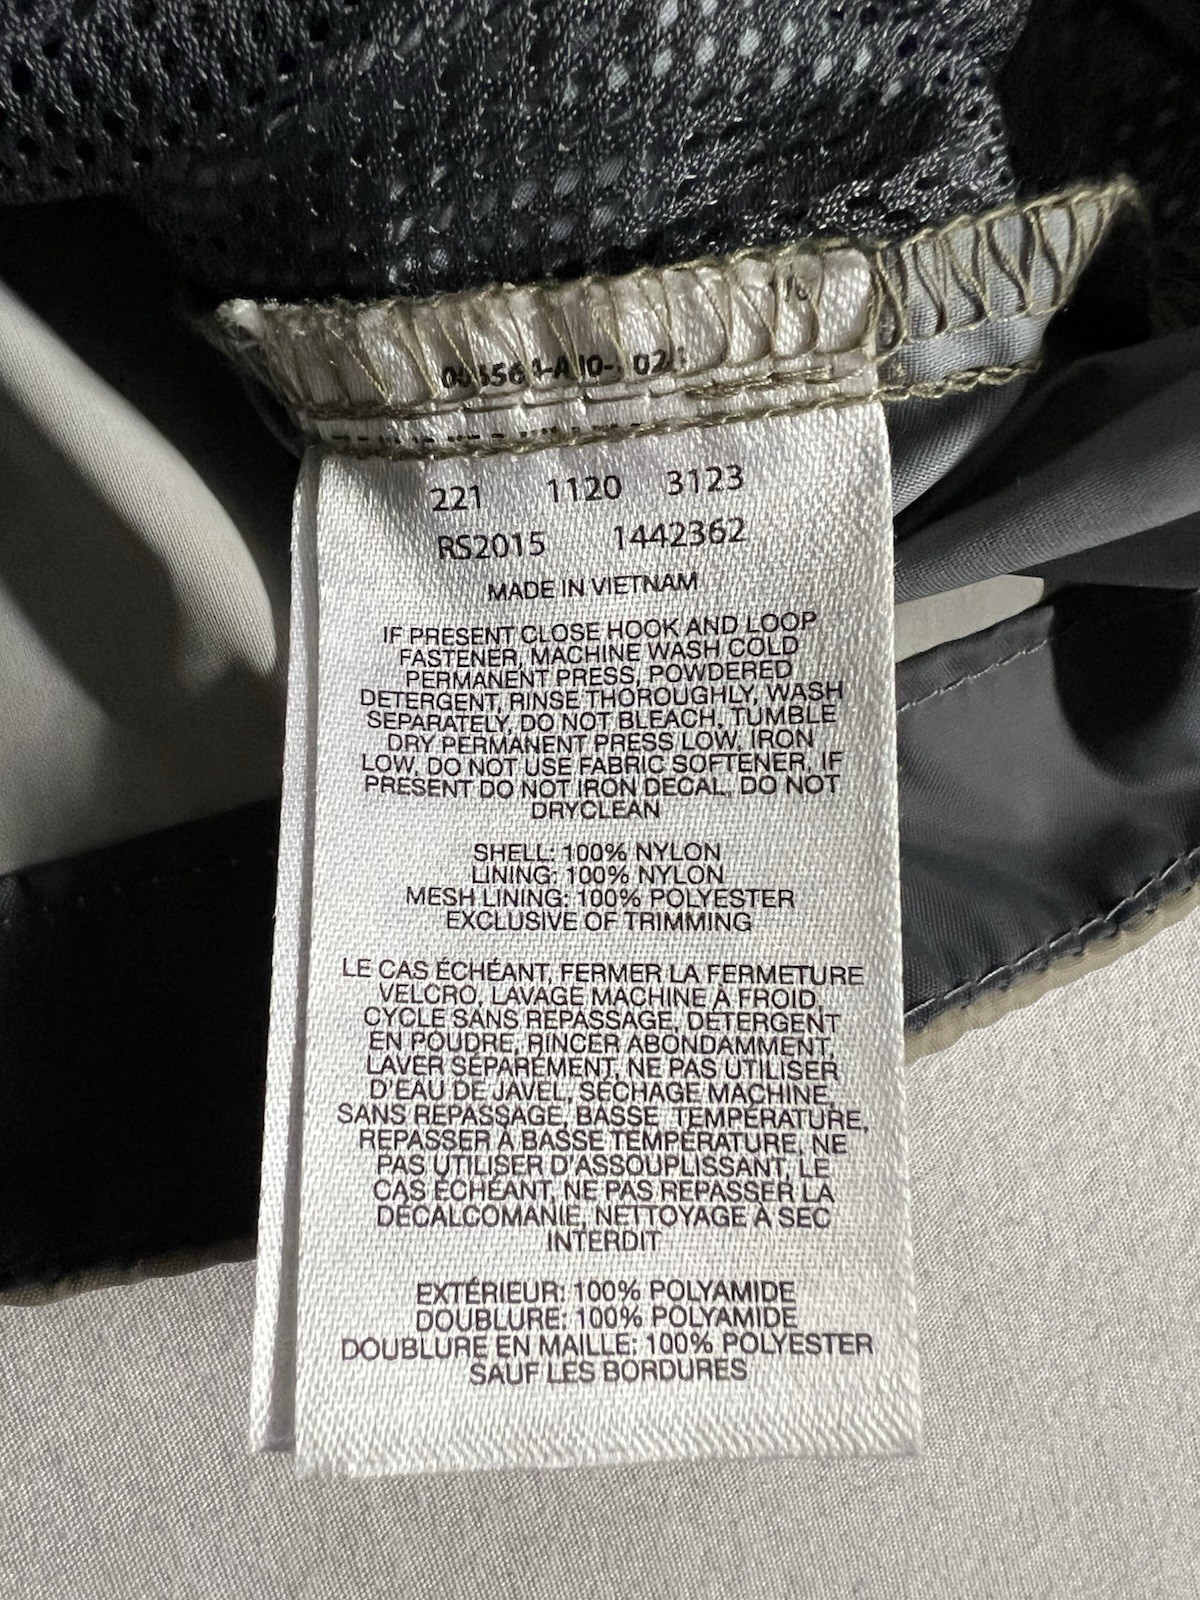 221 1120 3123
RS2015 1442362
MADE IN VIETNAM
IF PRESENT CLOSE HOOK AND LOOP
FASTENER, MACHINE WASH COLD
PERMANENT PRESS, POWDERED
DETERGENT, RINSE THOROUGHLY, WASH
SEPARATELY, DO NOT BLEACH, TUMBLE
DRY PERMANENT PRESS LOW, IRON
LOW, DO NOT USE FABRIC SOFTENER, IF
PRESENT DO NOT IRON DECAL, DO NOT
DRYCLEAN
SHELL: 100% NYLON
LINING: 100% NYLON
MESH LINING: 100% POLYESTER
EXCLUSIVE OF TRIMMING
LE CAS ÉCHÉANT, FERMER LA FERMETURE
VELCRO, LAVAGE MACHINE À FROID,
CYCLE SANS REPASSAGE, DÉTERGENT
EN POUDRE, RINCER ABONDAMMENT,
LAVER SÉPARÉMENT, NE PAS UTILISER
D'EAU DE JAVEL, SÉCHAGE MACHINE,
SANS REPASSAGE, BASSE TEMPÉRATURE,
REPASSER À BASSE TEMPÉRATURE, NE
PAS UTILISER D'ASSOUPLISSANT, LE
CAS ÉCHÉANT, NE PAS REPASSER LA
DÉCALCOMANIE, NETTOYAGE À SEC
INTERDIT
EXTÉRIEUR: 100% POLYAMIDE
DOUBLURE: 100% POLYAMIDE
DOUBLURE EN MAILLE: 100% POLYESTER
SAUF LES BORDURES